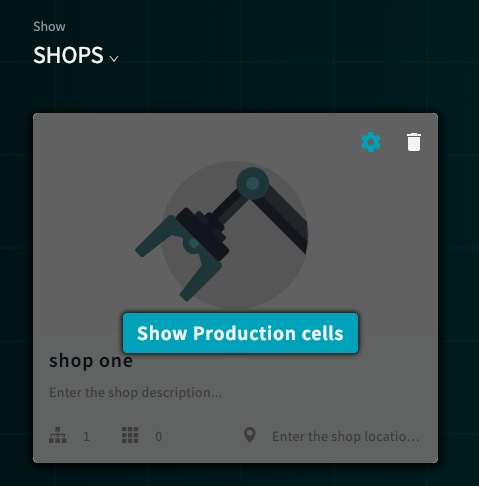 Show
SHOPS
Show Production cells
shop one
Enter the shop description...
1 0 Enter the shop locatio...